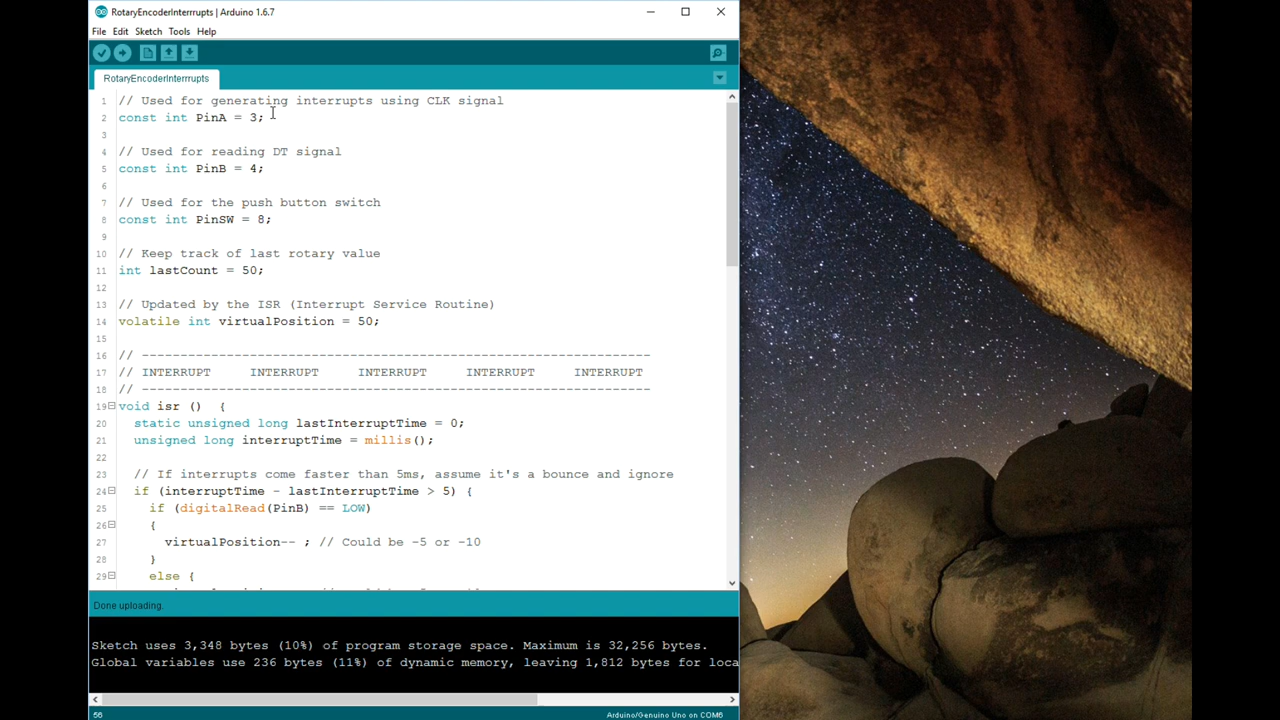 RotaryEncoderInterrrupts | Arduino 1.6.7
File Edit Sketch Tools Help
RotaryEncoderInterrrupts
1 // Used for generating interrupts using CLK signal
2 const int PinA = 3;
3
4 // Used for reading DT signal
5 const int PinB = 4;
6
7 // Used for the push button switch
8 const int PinSW = 8;
9
10 // Keep track of last rotary value
11 int lastCount = 50;
12
13 // Updated by the ISR (Interrupt Service Routine)
14 volatile int virtualPosition = 50;
15
16 // ------------------------------------------------------------------
17 // INTERRUPT     INTERRUPT     INTERRUPT     INTERRUPT     INTERRUPT
18 // ------------------------------------------------------------------
19 void isr ()  {
20   static unsigned long lastInterruptTime = 0;
21   unsigned long interruptTime = millis();
22
23   // If interrupts come faster than 5ms, assume it's a bounce and ignore
24   if (interruptTime - lastInterruptTime > 5) {
25     if (digitalRead(PinB) == LOW)
26     {
27       virtualPosition-- ; // Could be -5 or -10
28     }
29     else {
Done uploading.
Sketch uses 3,348 bytes (10%) of program storage space. Maximum is 32,256 bytes.
Global variables use 236 bytes (11%) of dynamic memory, leaving 1,812 bytes for loca
56 Arduino/Genuino Uno on COM6